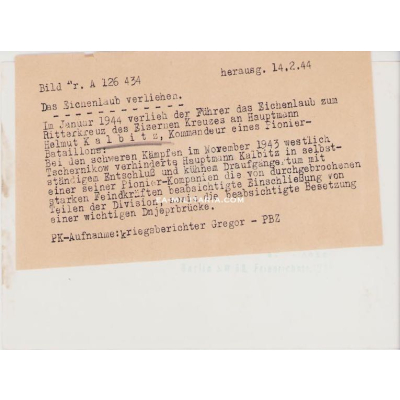 Bild Nr. A 126 434
herausg. 14.2.44
Das Eichenlaub verliehen.
Im Januar 1944 verlieh der Führer das Eichenlaub zum
Ritterkreuz des Eisernen Kreuzes an Hauptmann
Helmut K a l b i t z, Kommandeur eines Pionier-
Bataillons:
Bei den schweren Kämpfen im November 1943 westlich
Tschernikow verhinderte Hauptmann Kalbitz in selbst-
ständigem Entschluß und kühnem Draufgängertum mit
einer seiner Pionier-Kompanien die von durchgebrochenen
starken Feindkräften beabsichtigte Einschließung von
Teilen der Division, sowie die beabsichtigte Besetzung
einer wichtigen Dnjeprbrücke.
PK-Aufnahme:kriegsberichter Gregor - PBZ